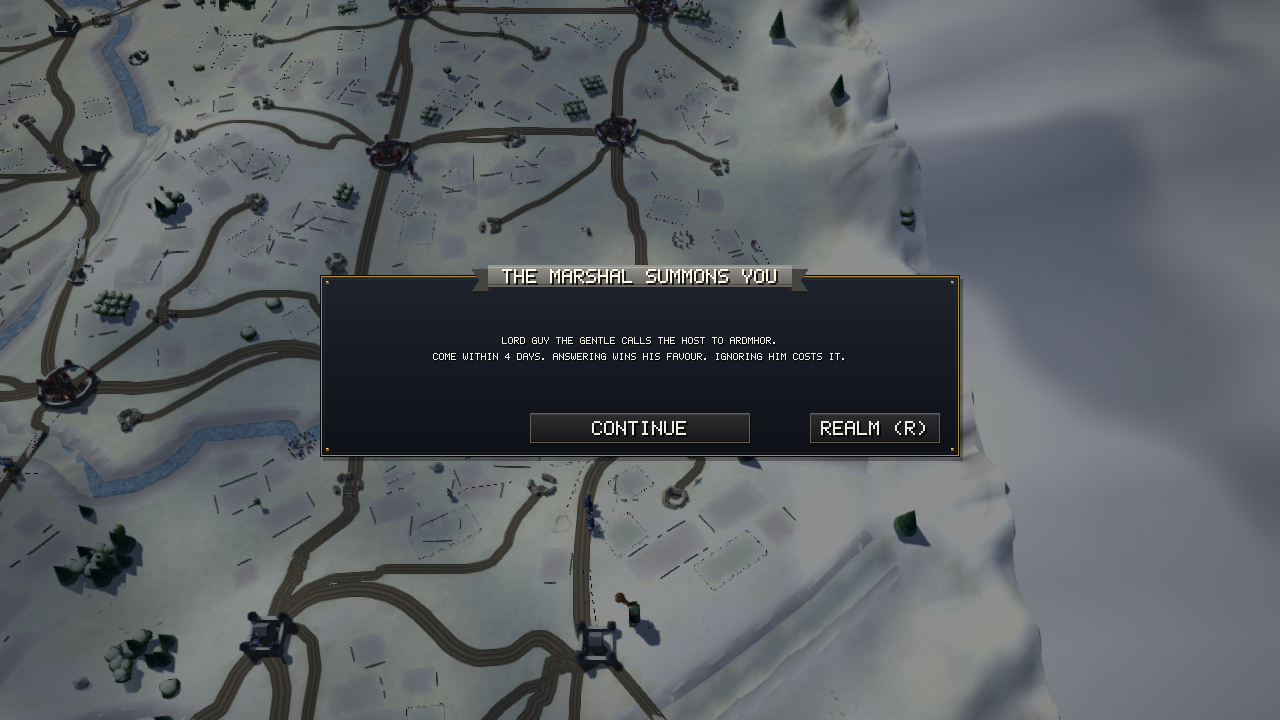 THE MARSHAL SUMMONS YOU
LORD GUY THE GENTLE CALLS THE HOST TO ARDMHOR.
COME WITHIN 4 DAYS. ANSWERING WINS HIS FAVOUR. IGNORING HIM COSTS IT.
CONTINUE
REALM (R)